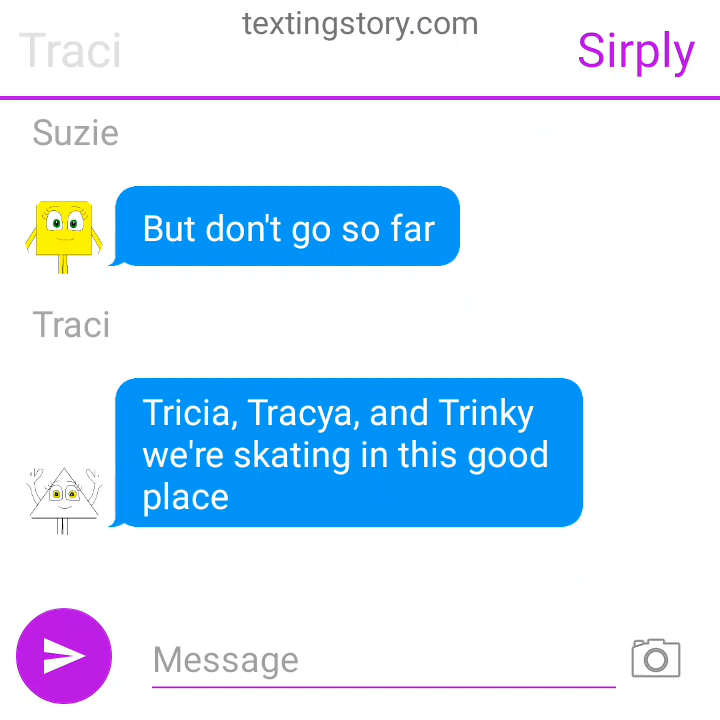 textingstory.com
Traci
Sirply
Suzie
But don't go so far
Traci
Tricia, Tracya, and Trinky
we're skating in this good
place
Message